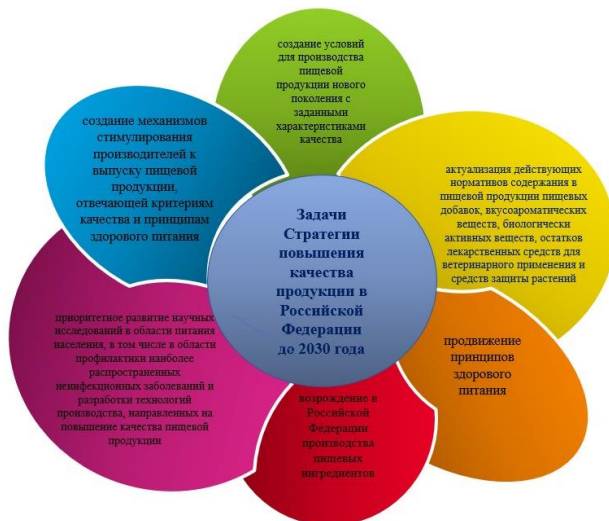 создание условий
для производства
пищевой
продукции нового
поколения с
заданными
характеристиками
качества
актуализация действующих
нормативов содержания в
пищевой продукции пищевых
добавок, вкусоароматических
веществ, биологически
активных веществ, остатков
лекарственных средств для
ветеринарного применения и
средств защиты растений
продвижение
принципов
здорового
питания
возрождение в
Российской
Федерации
производства
пищевых
ингредиентов
приоритетное развитие научных
исследований в области питания
населения, в том числе в области
профилактики наиболее
распространенных
неинфекционных заболеваний и
разработки технологий
производства, направленных на
повышение качества пищевой
продукции
создание механизмов
стимулирования
производителей к
выпуску пищевой
продукции,
отвечающей критериям
качества и принципам
здорового питания
Задачи
Стратегии
повышения
качества
продукции в
Российской
Федерации
до 2030 года